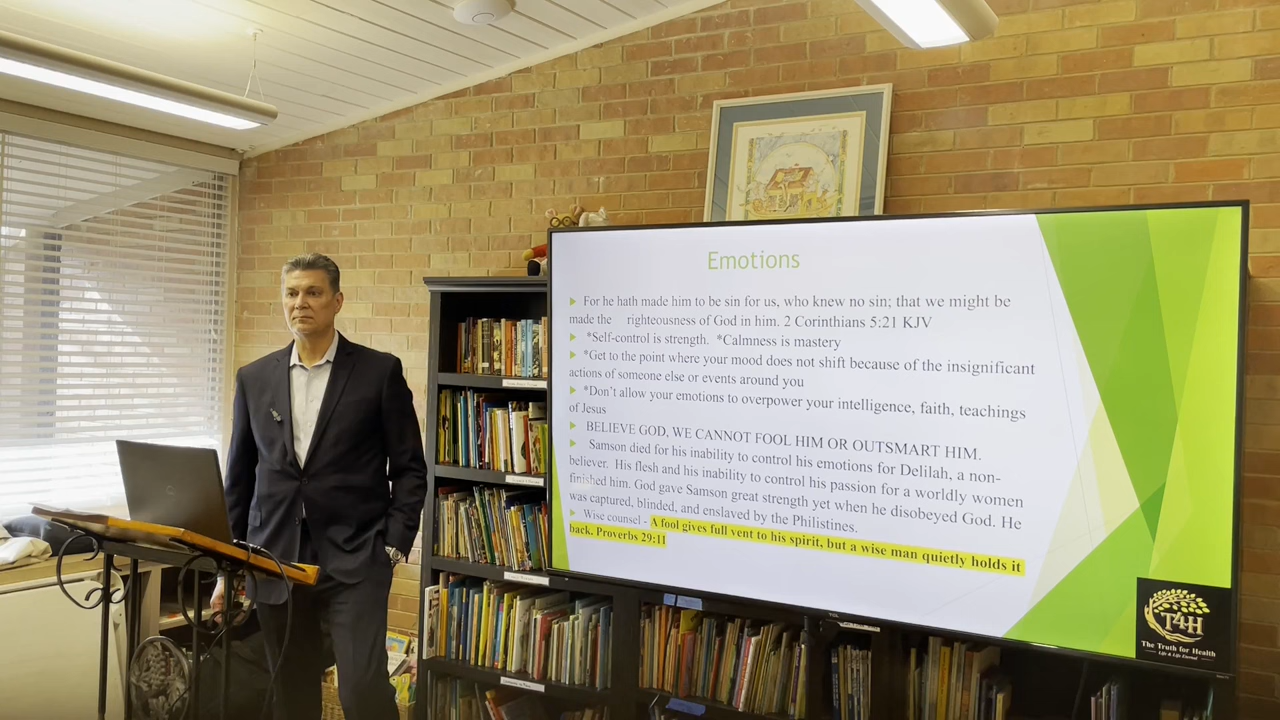 Emotions
For he hath made him to be sin for us, who knew no sin; that we might be
made the righteousness of God in him. 2 Corinthians 5:21 KJV
*Self-control is strength. *Calmness is mastery
*Get to the point where your mood does not shift because of the insignificant
actions of someone else or events around you
*Don't allow your emotions to overpower your intelligence, faith, teachings
of Jesus
BELIEVE GOD, WE CANNOT FOOL HIM OR OUTSMART HIM.
Samson died for his inability to control his emotions for Delilah, a non-
believer. His flesh and his inability to control his passion for a worldly women
finished him. God gave Samson great strength yet when he disobeyed God. He
was captured, blinded, and enslaved by the Philistines.
Wise counsel - A fool gives full vent to his spirit, but a wise man quietly holds it
back. Proverbs 29:11
T4H
The Truth for Health
Life & Life Eternal
TCL